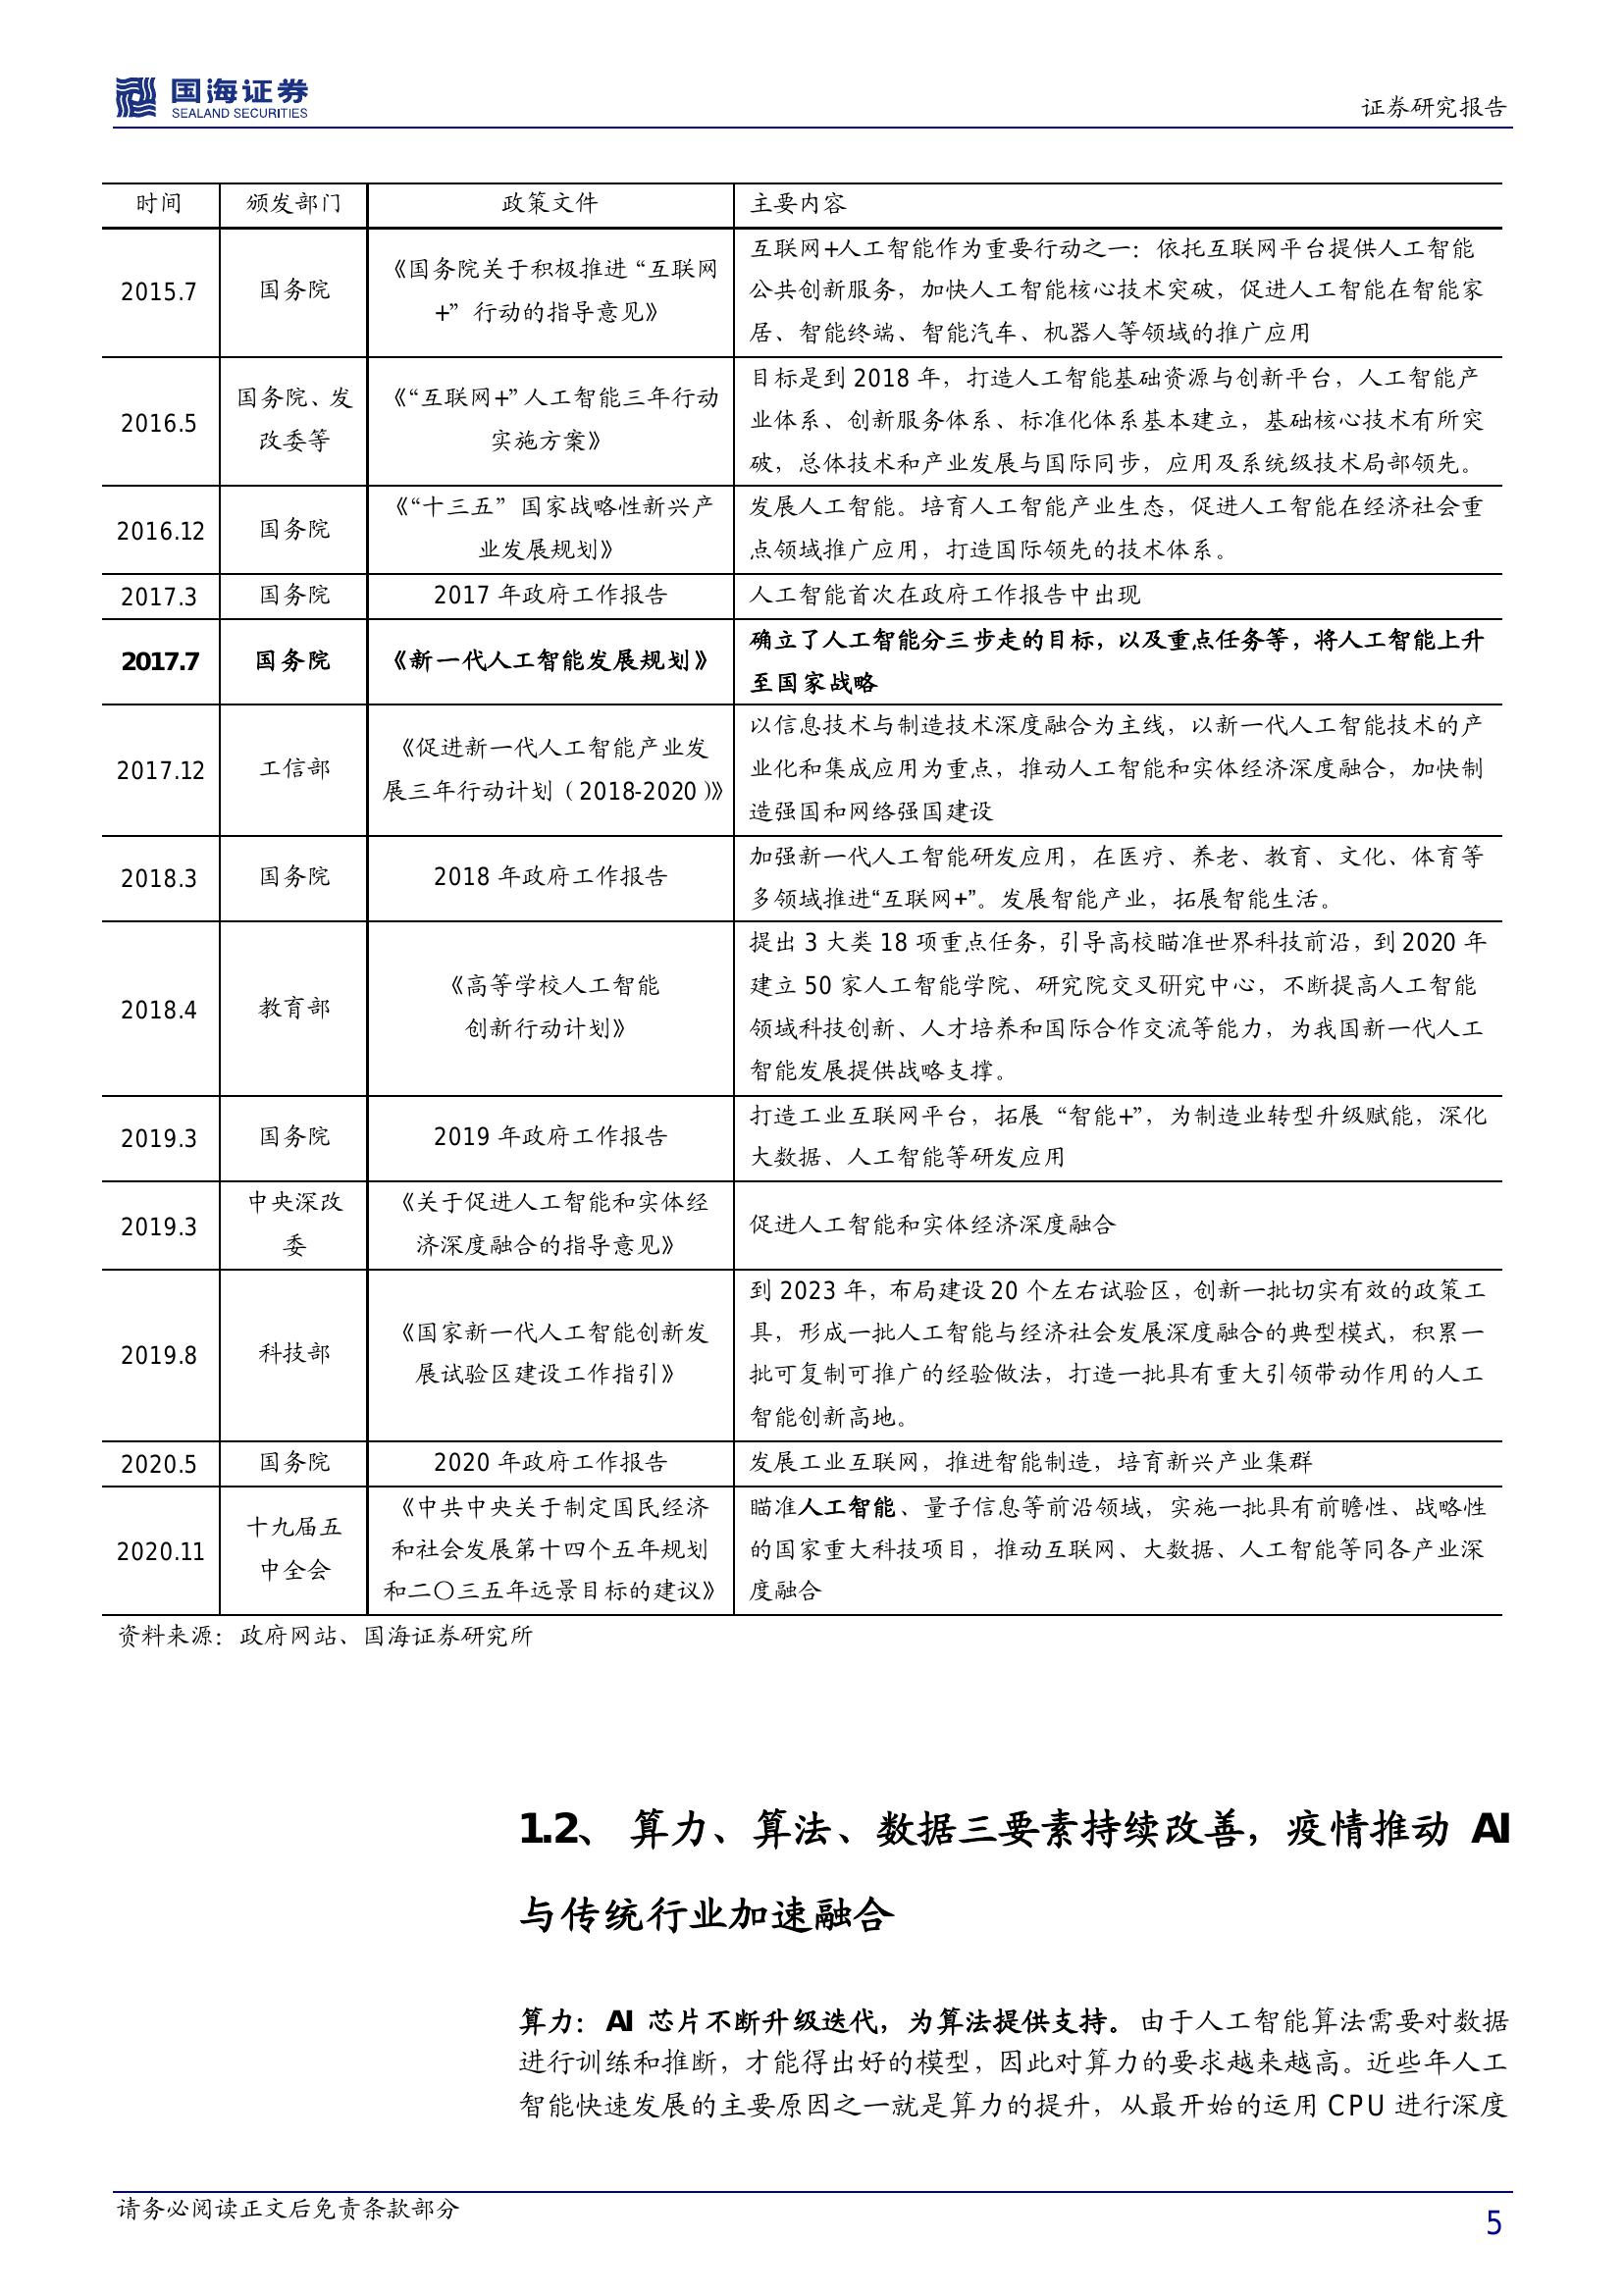 国海证券
SEALAND SECURITIES
证券研究报告
时间 颁发部门 政策文件 主要内容
2015.7 国务院 《国务院关于积极推进“互联网
+”行动的指导意见》
互联网+人工智能作为重要行动之一：依托互联网平台提供人工智能
公共创新服务，加快人工智能核心技术突破，促进人工智能在智能家
居、智能终端、智能汽车、机器人等领域的推广应用
2016.5 国务院、发
改委等
《“互联网+”人工智能三年行动
实施方案》
目标是到 2018 年，打造人工智能基础资源与创新平台，人工智能产
业体系、创新服务体系、标准化体系基本建立，基础核心技术有所突
破，总体技术和产业发展与国际同步，应用及系统级技术局部领先。
2016.12 国务院 《“十三五”国家战略性新兴产
业发展规划》
发展人工智能。培育人工智能产业生态，促进人工智能在经济社会重
点领域推广应用，打造国际领先的技术体系。
2017.3 国务院 2017 年政府工作报告 人工智能首次在政府工作报告中出现
2017.7 国务院 《新一代人工智能发展规划》
确立了人工智能分三步走的目标，以及重点任务等，将人工智能上升
至国家战略
2017.12 工信部 《促进新一代人工智能产业发
展三年行动计划（2018-2020）》
以信息技术与制造技术深度融合为主线，以新一代人工智能技术的产
业化和集成应用为重点，推动人工智能和实体经济深度融合，加快制
造强国和网络强国建设
2018.3 国务院 2018 年政府工作报告
加强新一代人工智能研发应用，在医疗、养老、教育、文化、体育等
多领域推进“互联网+”。发展智能产业，拓展智能生活。
2018.4 教育部 《高等学校人工智能
创新行动计划》
提出 3 大类 18 项重点任务，引导高校瞄准世界科技前沿，到 2020 年
建立 50 家人工智能学院、研究院交叉研究中心，不断提高人工智能
领域科技创新、人才培养和国际合作交流等能力，为我国新一代人工
智能发展提供战略支撑。
2019.3 国务院 2019 年政府工作报告
打造工业互联网平台，拓展“智能+”，为制造业转型升级赋能，深化
大数据、人工智能等研发应用
2019.3 中央深改
委
《关于促进人工智能和实体经
济深度融合的指导意见》
促进人工智能和实体经济深度融合
2019.8 科技部 《国家新一代人工智能创新发
展试验区建设工作指引》
到 2023 年，布局建设 20 个左右试验区，创新一批切实有效的政策工
具，形成一批人工智能与经济社会发展深度融合的典型模式，积累一
批可复制可推广的经验做法，打造一批具有重大引领带动作用的人工
智能创新高地。
2020.5 国务院 2020 年政府工作报告 发展工业互联网，推进智能制造，培育新兴产业集群
2020.11 十九届五
中全会
《中共中央关于制定国民经济
和社会发展第十四个五年规划
和二〇三五年远景目标的建议》
瞄准人工智能、量子信息等前沿领域，实施一批具有前瞻性、战略性
的国家重大科技项目，推动互联网、大数据、人工智能等同各产业深
度融合
资料来源：政府网站、国海证券研究所
1.2、 算力、算法、数据三要素持续改善，疫情推动 AI
与传统行业加速融合
算力：AI 芯片不断升级迭代，为算法提供支持。由于人工智能算法需要对数据
进行训练和推断，才能得出好的模型，因此对算力的要求越来越高。近些年人工
智能快速发展的主要原因之一就是算力的提升，从最开始的运用 CPU 进行深度
请务必阅读正文后免责条款部分
5